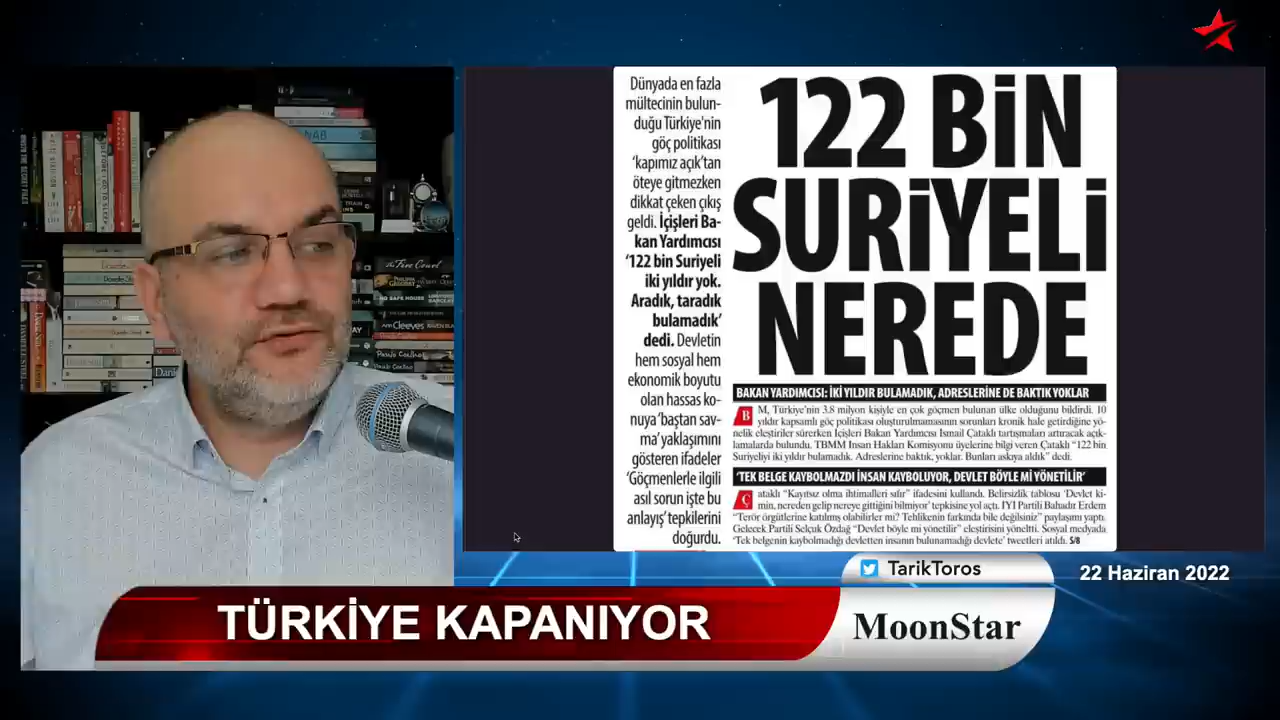 Dünyada en fazla
mültecinin bulun-
duğu Türkiye'nin
göç politikası
‘kapımız açık’tan
öteye gitmezken
dikkat çeken çıkış
geldi. İçişleri Ba-
kan Yardımcısı
‘122 bin Suriyeli
iki yıldır yok.
Aradık, taradık
bulamadık’
dedi. Devletin
hem sosyal hem
ekonomik boyutu
olan hassas ko-
nuya ‘baştan sav-
ma’ yaklaşımını
gösteren ifadeler
‘Göçmenlerle ilgili
asıl sorun işte bu
anlayış’ tepkilerini
doğurdu.
122 BİN
SURİYELİ
NEREDE
BAKAN YARDIMCISI: İKİ YILDIR BULAMADIK, ADRESLERİNE DE BAKTIK YOKLAR
BM, Türkiye'nin 3.8 milyon kişiyle en çok göçmen bulunan ülke olduğunu bildirdi. 10
yıldır kapsamlı göç politikası oluşturulmamasının sorunları kronik hale getirdiğine yö-
nelik eleştiriler sürerken İçişleri Bakan Yardımcısı İsmail Çataklı tartışmaları artıracak açık-
lamalarda bulundu. TBMM İnsan Hakları Komisyonu üyelerine bilgi veren Çataklı “122 bin
Suriyeliyi iki yıldır bulamadık. Adreslerine baktık, yoklar. Bunları askıya aldık” dedi.
‘TEK BELGE KAYBOLMAZDI İNSAN KAYBOLUYOR, DEVLET BÖYLE Mİ YÖNETİLİR’
Çataklı “Kayıtsız olma ihtimalleri sıfır” ifadesini kullandı. Belirsizlik tablosu ‘Devlet ki-
min, nereden gelip nereye gittiğini bilmiyor’ tepkisine yol açtı. İYİ Partili Bahadır Erdem
“Terör örgütlerine katılmış olabilirler mi? Tehlikenin farkında bile değilsiniz” paylaşımı yaptı.
Gelecek Partili Selçuk Özdağ “Devlet böyle mi yönetilir” eleştirisini yöneltti. Sosyal medyada
‘Tek belgenin kaybolmadığı devletten insanın bulunamadığı devlete’ tweetleri atıldı. S/8
TarikToros
22 Haziran 2022
TÜRKİYE KAPANIYOR
MoonStar